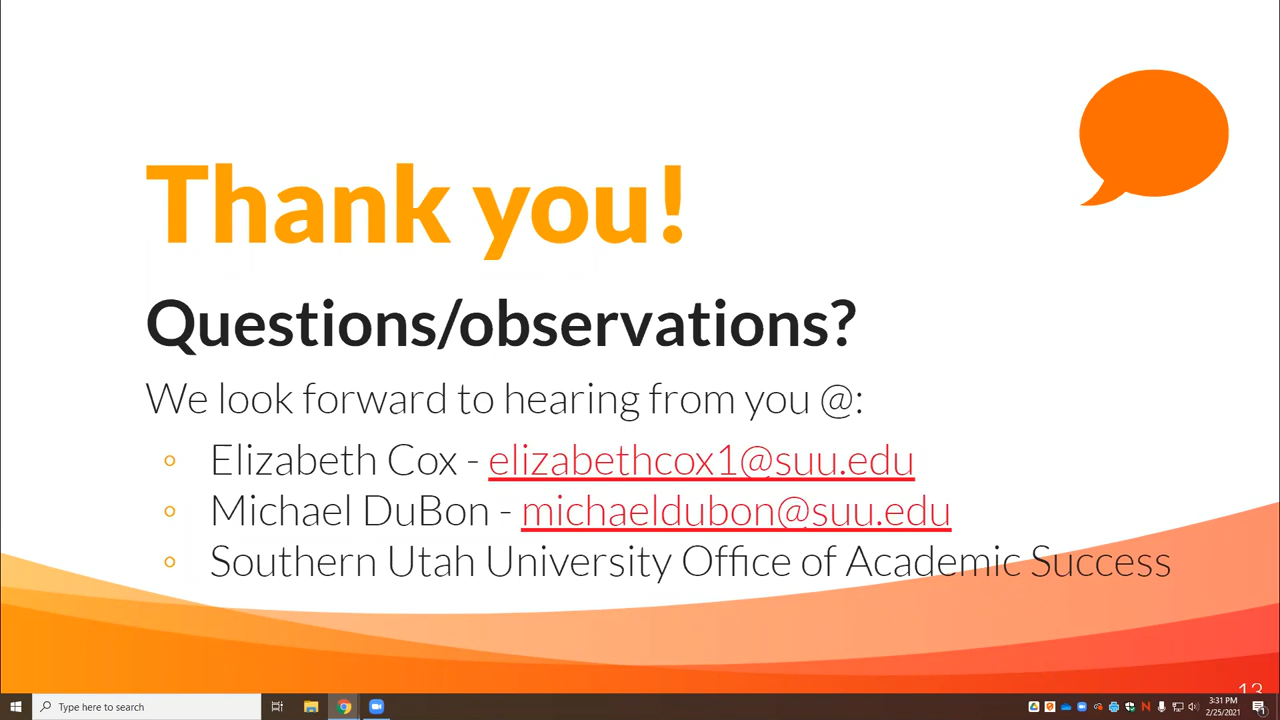 Thank you!
Questions/observations?
We look forward to hearing from you @:
Elizabeth Cox - elizabethcox1@suu.edu
Michael DuBon - michaeldubon@suu.edu
Southern Utah University Office of Academic Success
13
Type here to search
3:31 PM
2/25/2021